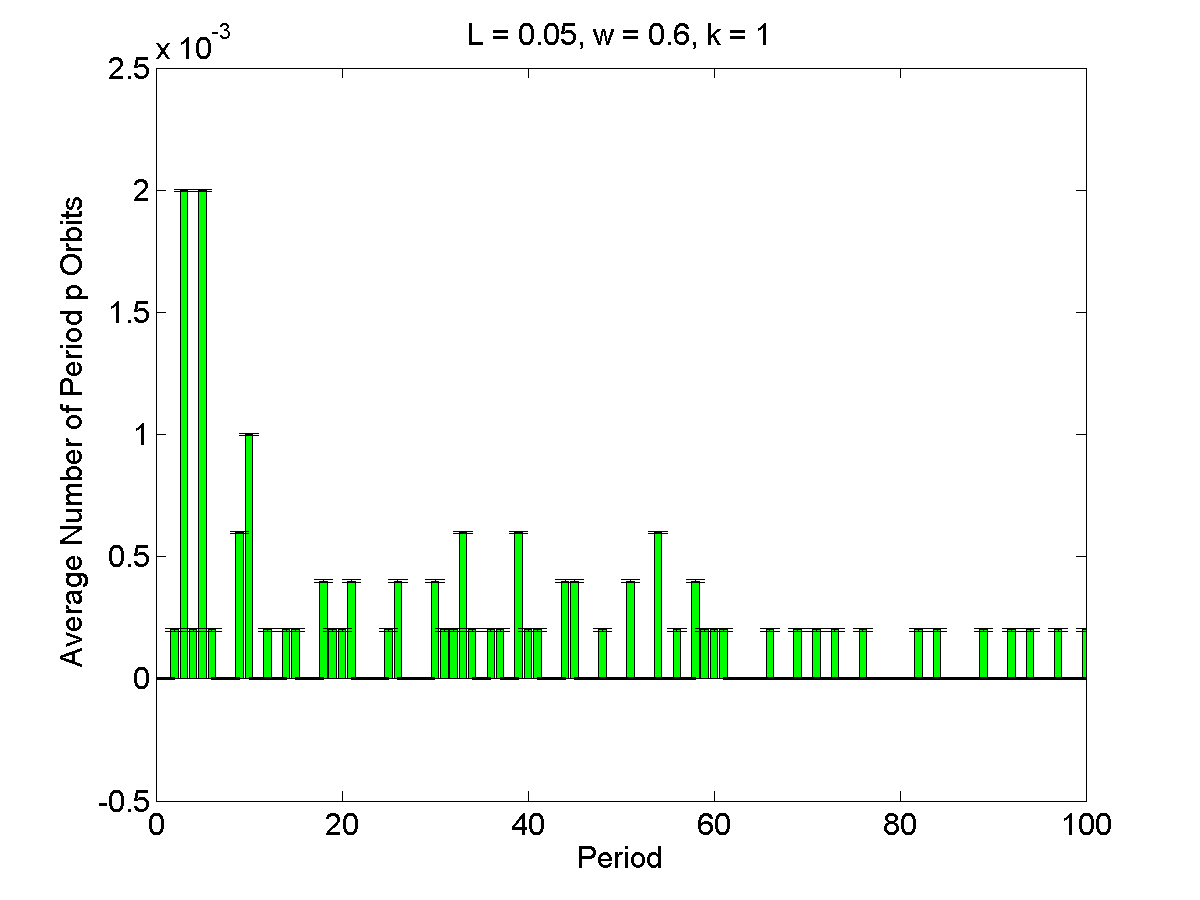 L = 0.05, w = 0.6, k = 1
x 10-3
2.5
2
1.5
1
0.5
0
-0.5
Average Number of Period p Orbits
0 20 40 60 80 100
Period